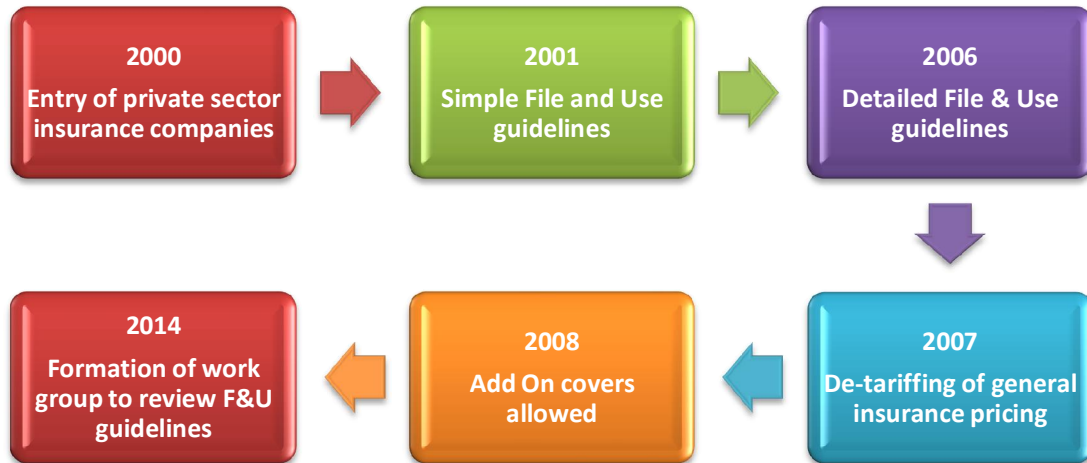 2000
Entry of private sector
insurance companies
2001
Simple File and Use
guidelines
2006
Detailed File & Use
guidelines
2007
De-tariffing of general
insurance pricing
2008
Add On covers
allowed
2014
Formation of work
group to review F&U
guidelines